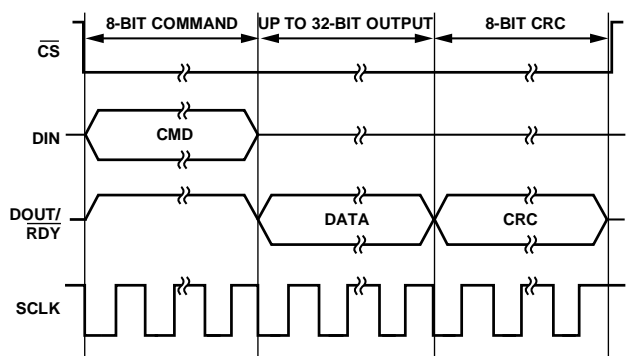 8-BIT COMMAND UP TO 32-BIT OUTPUT 8-BIT CRC
CS
DIN CMD
DOUT/
RDY DATA CRC
SCLK